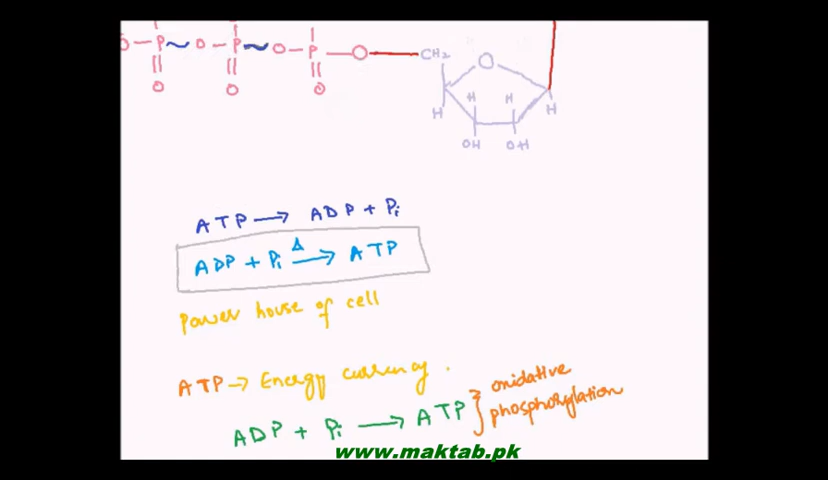 O-P~O-P~O-P-O-CH₂ O
O O O H H H H
OH OH
ATP → ADP + Pi
ADP + Pi Δ→ ATP
Power house of cell
ATP → Energy currency.
ADP + Pi → ATP } oxidative phosphorylation
www.maktab.pk